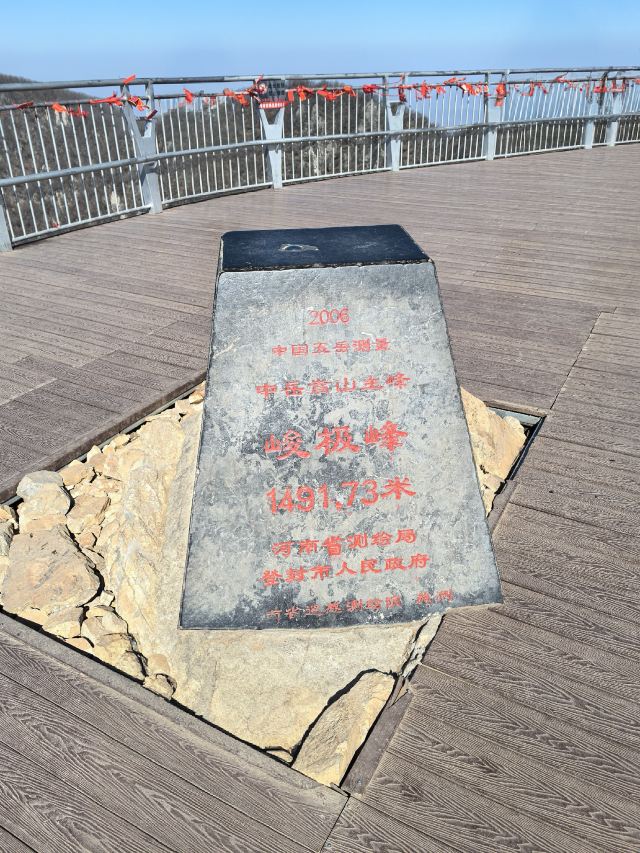 2006
中国五岳测量
中岳嵩山主峰
峻极峰
1491.73米
河南省测绘局
登封市人民政府